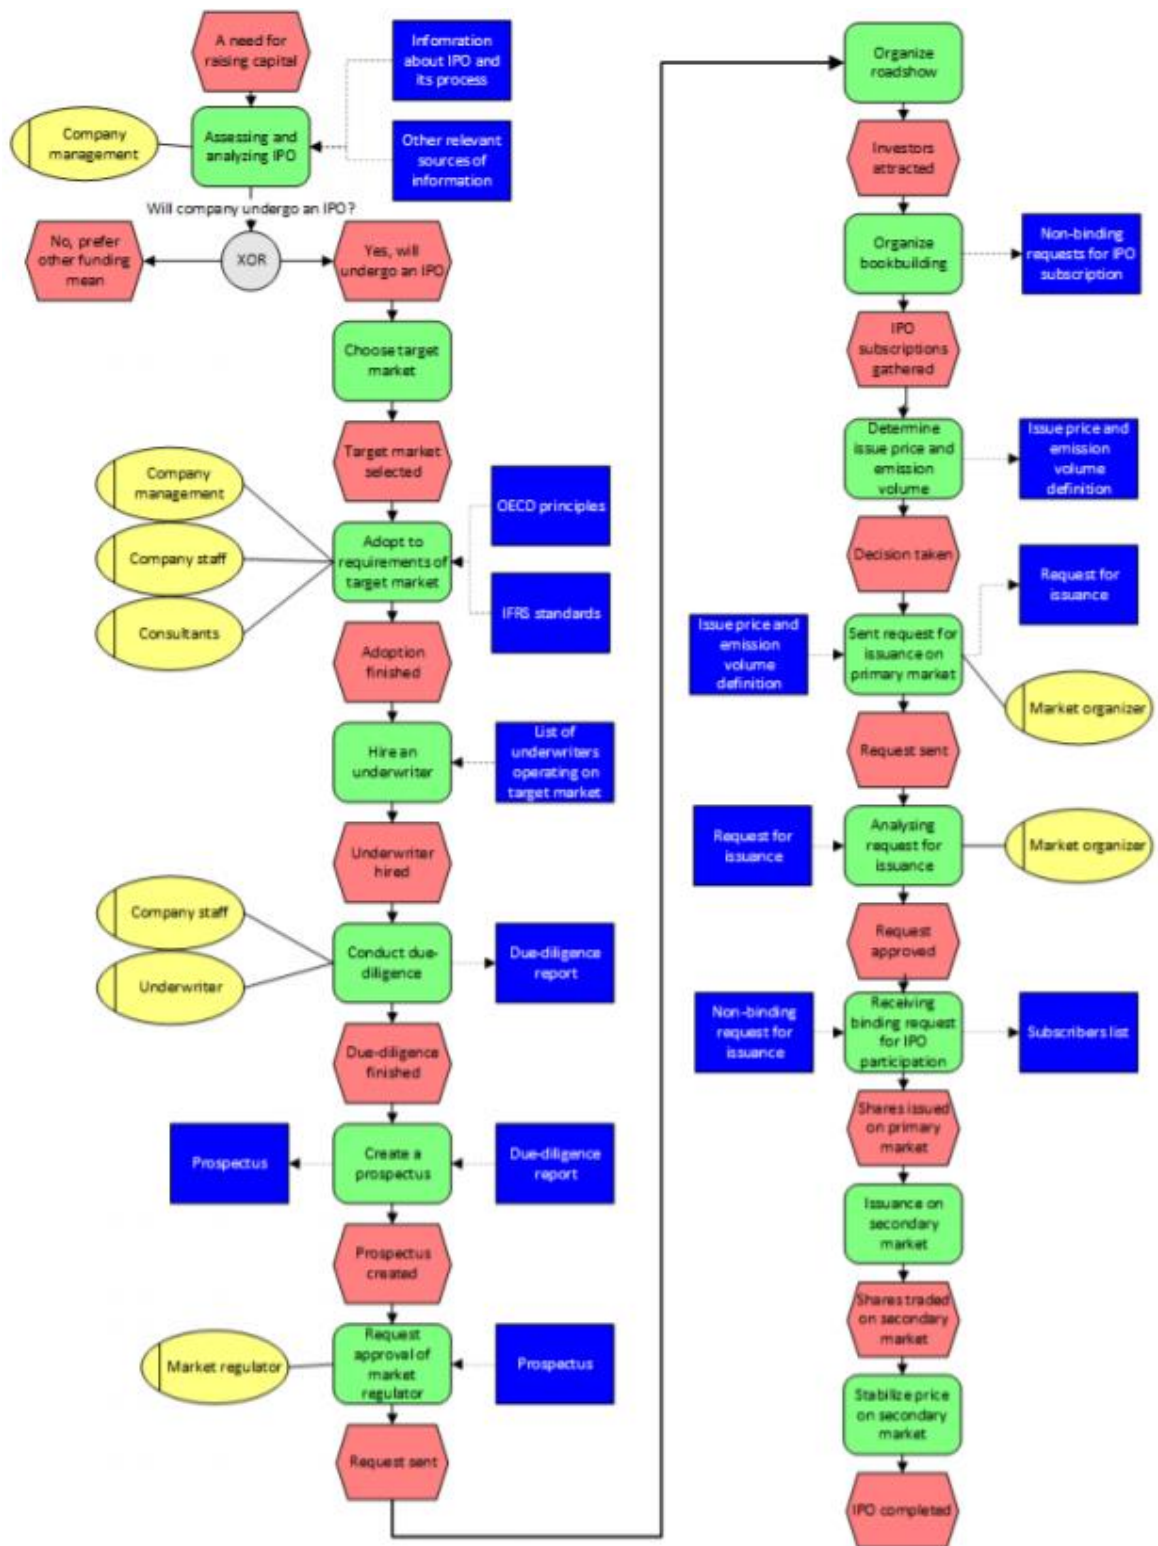 A need for
raising capital
Infomration
about IPO and
its process
Company
management
Assessing and
analyzing IPO
Other relevant
sources of
information
Will company undergo an IPO?
No, prefer
other funding
mean
XOR
Yes, will
undergo an IPO
Choose target
market
Target market
selected
Company
management
Company staff
Consultants
Adopt to
requirements of
target market
OECD principles
IFRS standards
Adoption
finished
Hire an
underwriter
List of
underwriters
operating on
target market
Underwriter
hired
Company staff
Underwriter
Conduct due-
diligence
Due-diligence
report
Due-diligence
finished
Prospectus
Create a
prospectus
Due-diligence
report
Prospectus
created
Market regulator
Request
approval of
market
regulator
Prospectus
Request sent
Organize
roadshow
Investors
attracted
Organize
bookbuilding
Non-binding
requests for IPO
subscription
IPO
subscriptions
gathered
Determine
issue price and
emission
volume
Issue price and
emission
volume
definition
Decision taken
Request for
issuance
Issue price and
emission
volume
definition
Sent request for
issuance on
primary market
Market organizer
Request sent
Request for
issuance
Analysing
request for
issuance
Market organizer
Request
approved
Non-binding
request for
issuance
Receiving
binding request
for IPO
participation
Subscribers list
Shares issued
on primary
market
Issuance on
secondary
market
Shares traded
on secondary
market
Stabilize price
on secondary
market
IPO completed